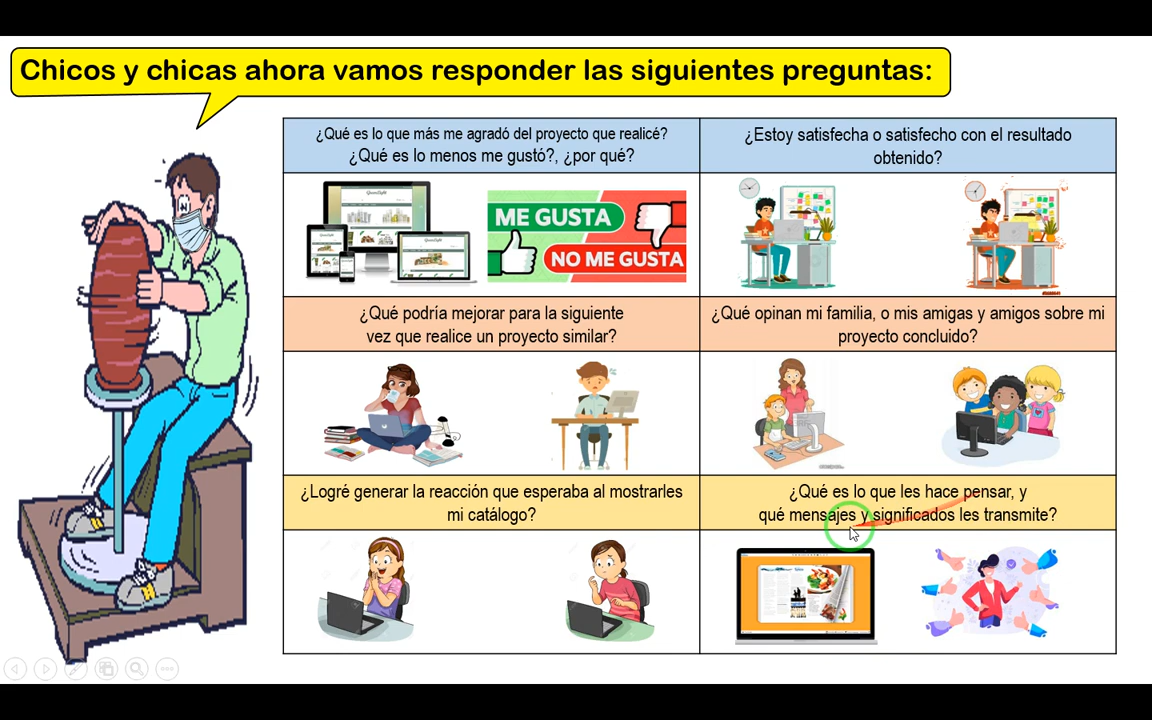 Chicos y chicas ahora vamos responder las siguientes preguntas:
¿Qué es lo que más me agradó del proyecto que realicé?
¿Qué es lo menos me gustó?, ¿por qué?
¿Estoy satisfecha o satisfecho con el resultado
obtenido?
ME GUSTA
NO ME GUSTA
¿Qué podría mejorar para la siguiente
vez que realice un proyecto similar?
¿Qué opinan mi familia, o mis amigas y amigos sobre mi
proyecto concluido?
¿Logré generar la reacción que esperaba al mostrarles
mi catálogo?
¿Qué es lo que les hace pensar, y
qué mensajes y significados les transmite?